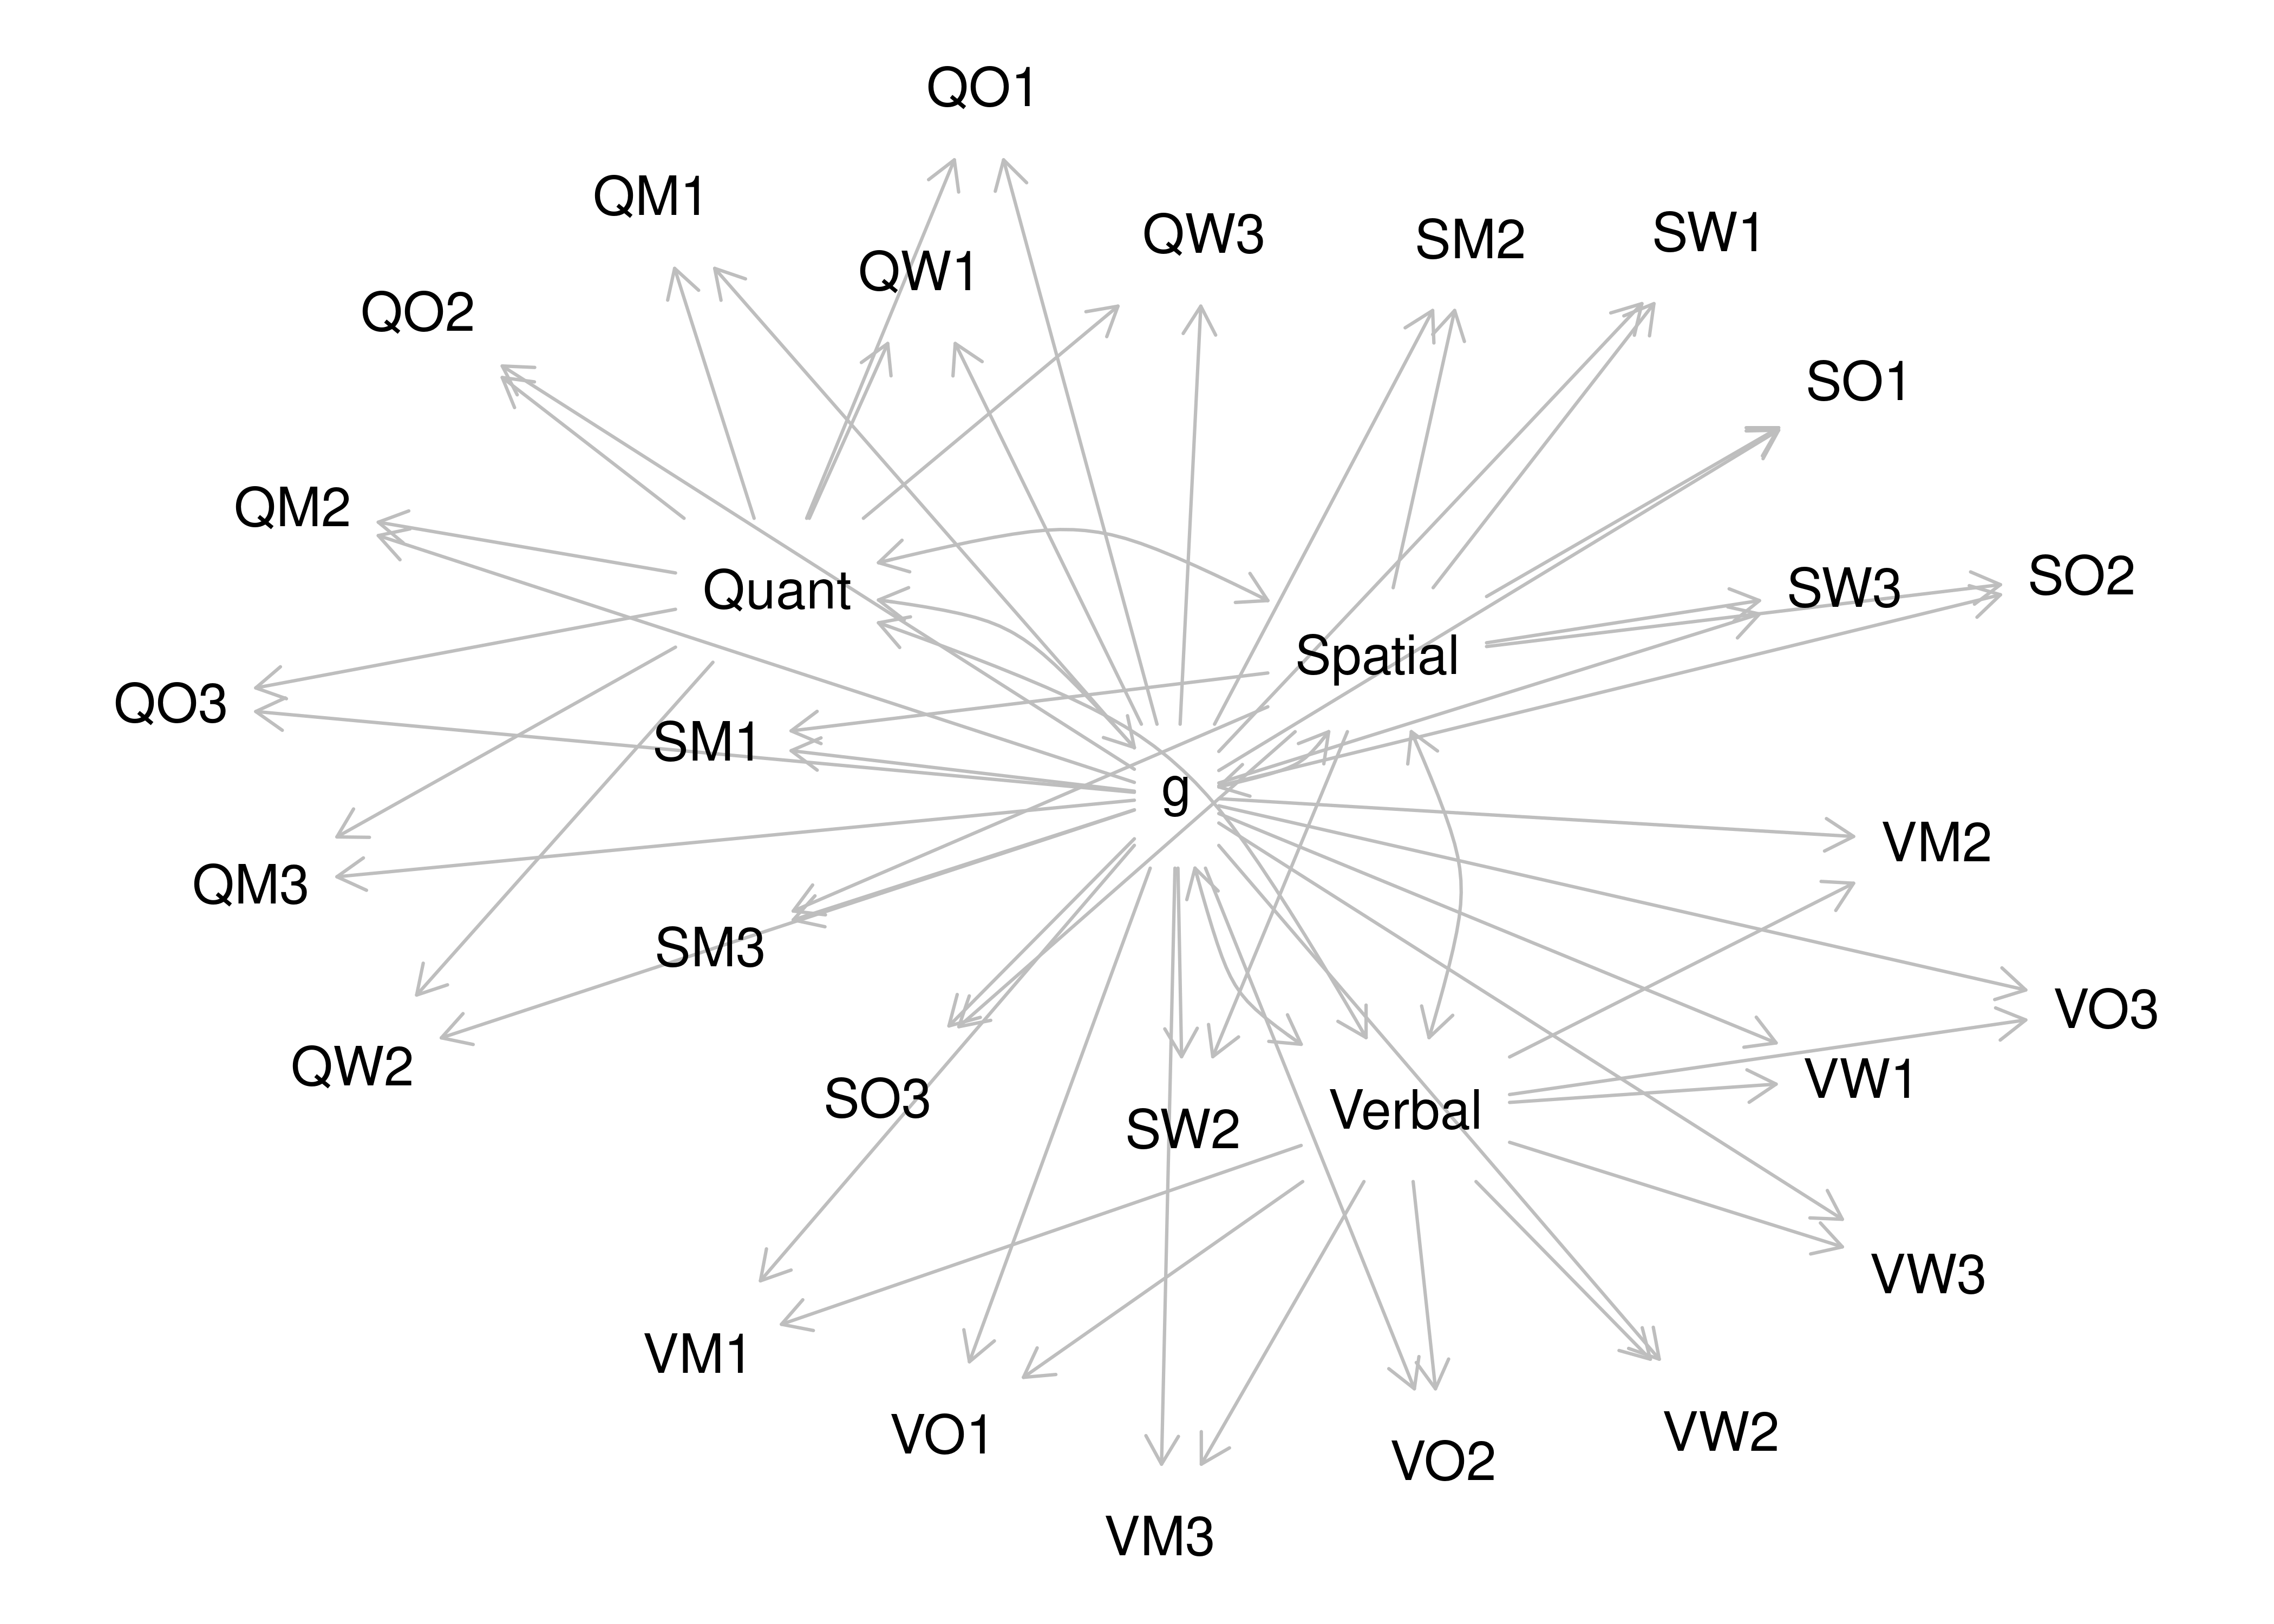 QO1
QM1
QW3
SW1
SM2
QW1
QO2
SO1
QM2
SO2
SW3
Quant
Spatial
QO3
SM1
g
VM2
QM3
SM3
VO3
QW2
VW1
SO3
Verbal
SW2
VW3
VM1
VW2
VO1
VO2
VM3